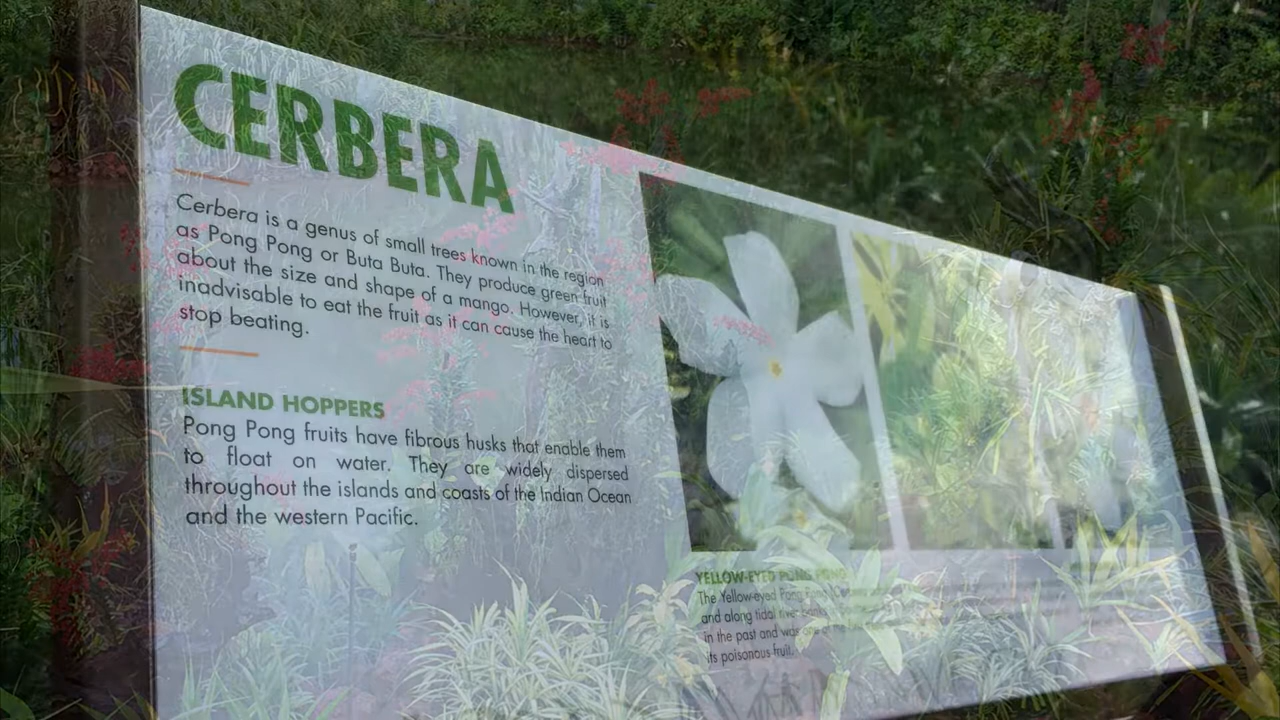 CERBERA
Cerbera is a genus of small trees known in the region
as Pong Pong or Buta Buta. They produce green fruit
about the size and shape of a mango. However, it is
inadvisable to eat the fruit as it can cause the heart to
stop beating.
ISLAND HOPPERS
Pong Pong fruits have fibrous husks that enable them
to float on water. They are widely dispersed
throughout the islands and coasts of the Indian Ocean
and the western Pacific.
YELLOW-EYED PONG PONG
The Yellow-eyed Pong Pong
and along tidal river banks
in the past and was
its poisonous fruit.